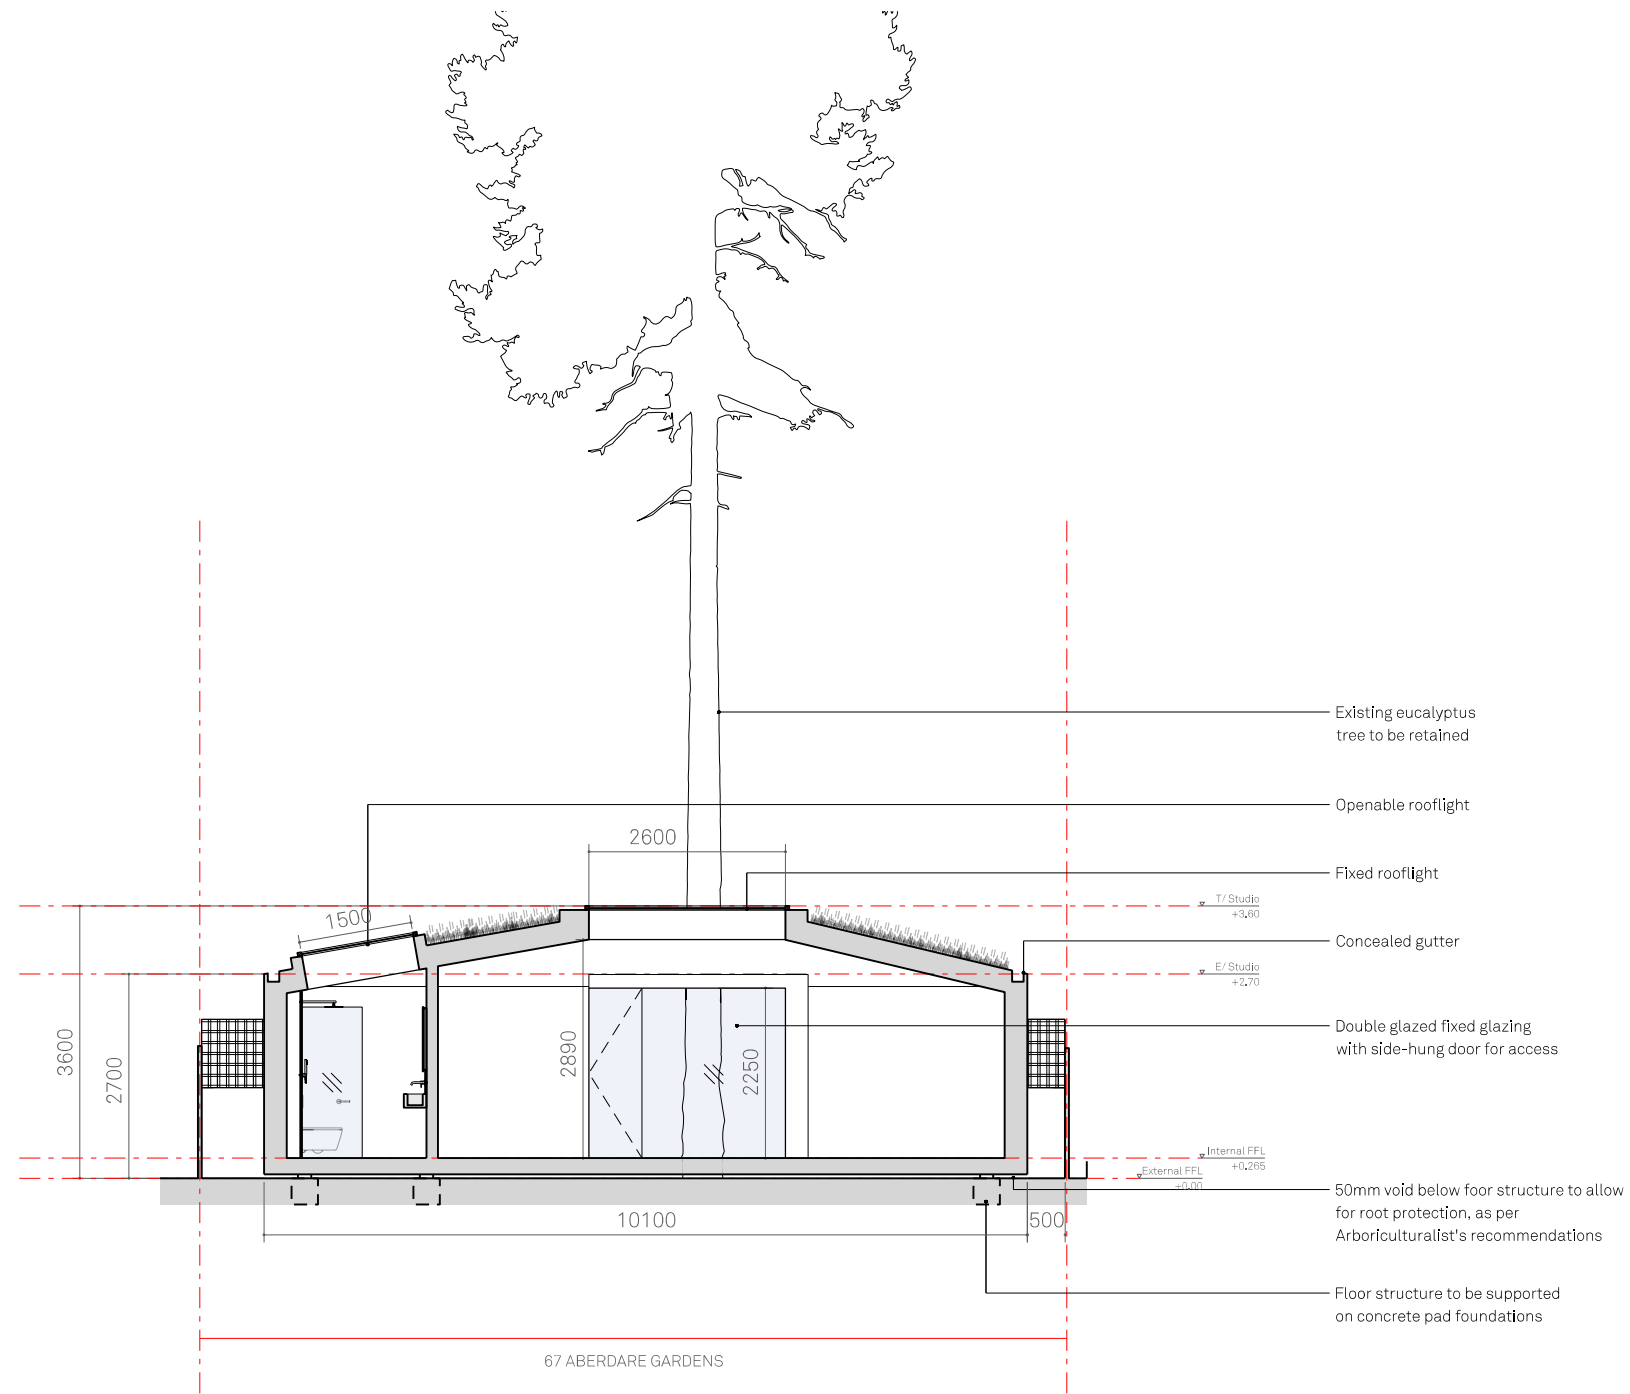 Existing eucalyptus
tree to be retained
Openable rooflight
2600
Fixed rooflight
1500
T/ Studio
+3.60
Concealed gutter
E/ Studio
+2.70
Double glazed fixed glazing
with side-hung door for access
3600
2700
2890
2250
Internal FFL
+0.265
External FFL
+0.00
50mm void below foor structure to allow
for root protection, as per
Arboriculturalist's recommendations
10100
500
Floor structure to be supported
on concrete pad foundations
67 ABERDARE GARDENS